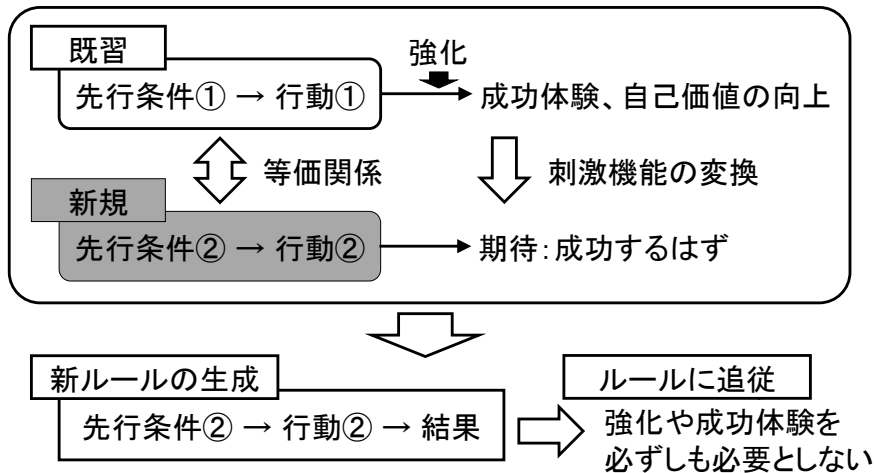 既習
強化
先行条件① → 行動①
成功体験、自己価値の向上
等価関係
刺激機能の変換
新規
先行条件② → 行動②
期待：成功するはず
新ルールの生成
先行条件② → 行動② → 結果
ルールに追従
強化や成功体験を
必ずしも必要としない